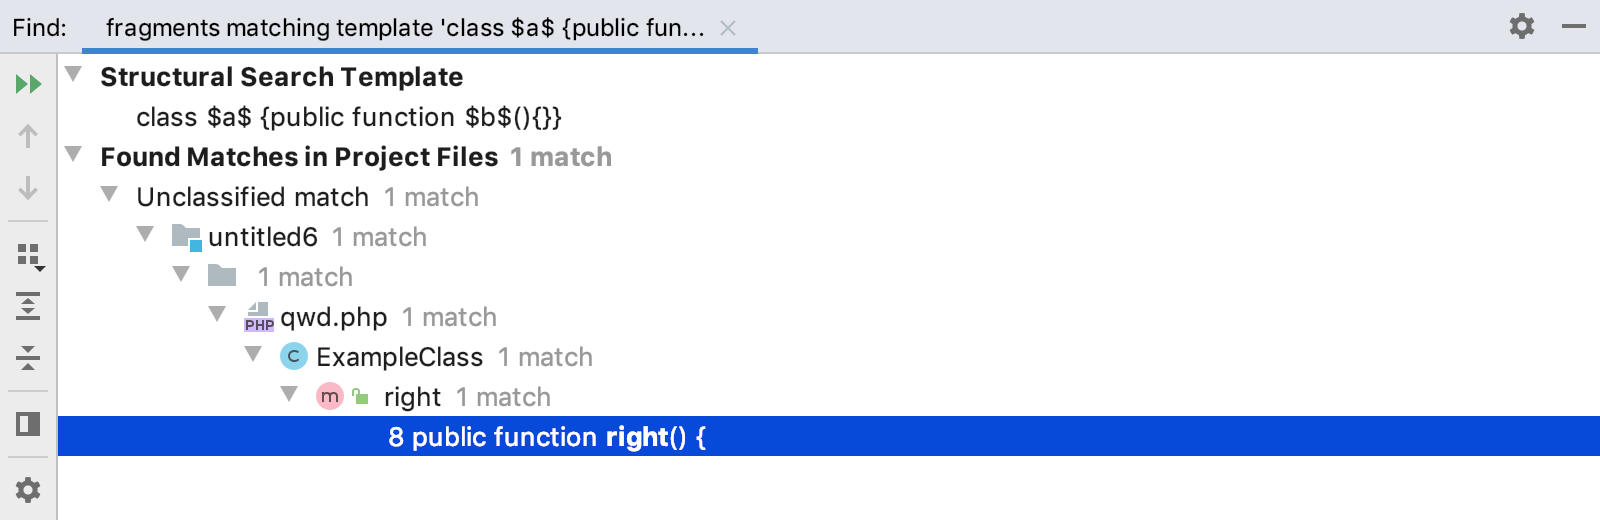 Find: fragments matching template 'class $a$ {public fun...
Structural Search Template
class $a$ {public function $b$(){}}
Found Matches in Project Files 1 match
Unclassified match 1 match
untitled6 1 match
1 match
PHP qwd.php 1 match
C ExampleClass 1 match
m right 1 match
8 public function right() {